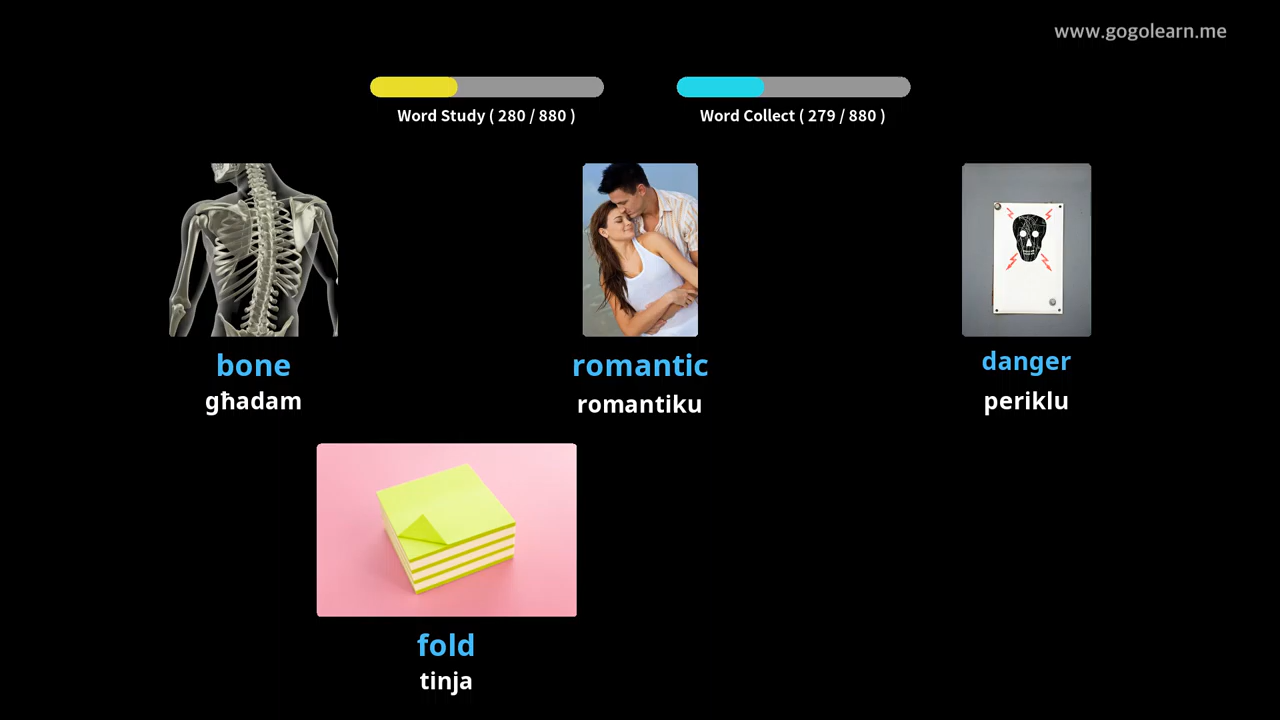 www.gogolearn.me
Word Study ( 280 / 880 )
Word Collect ( 279 / 880 )
bone
għadam
romantic
romantiku
danger
periklu
fold
tinja